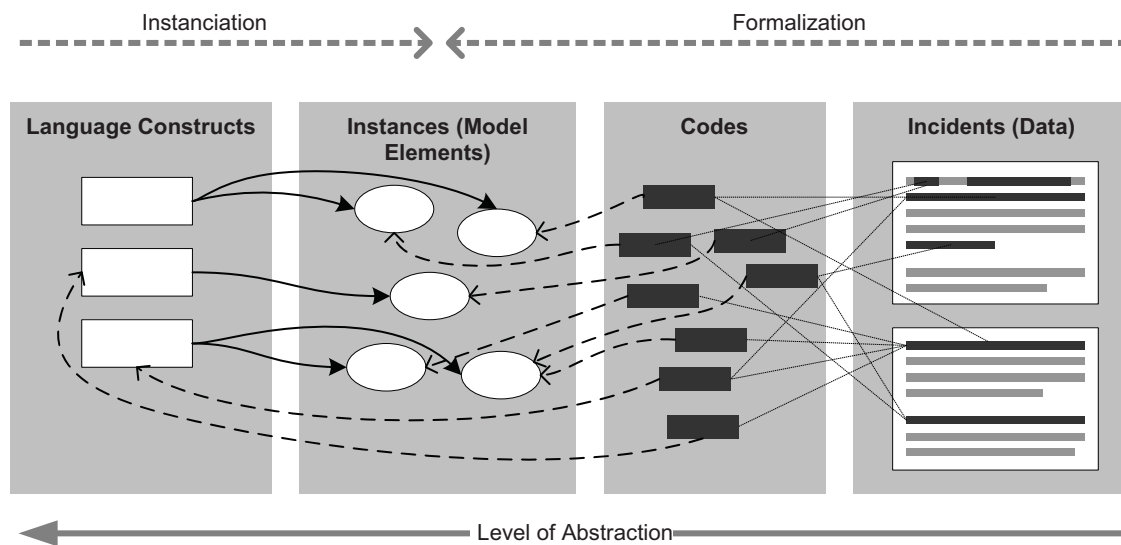 Instanciation
Formalization
Language Constructs
Instances (Model
Elements)
Codes
Incidents (Data)
Level of Abstraction